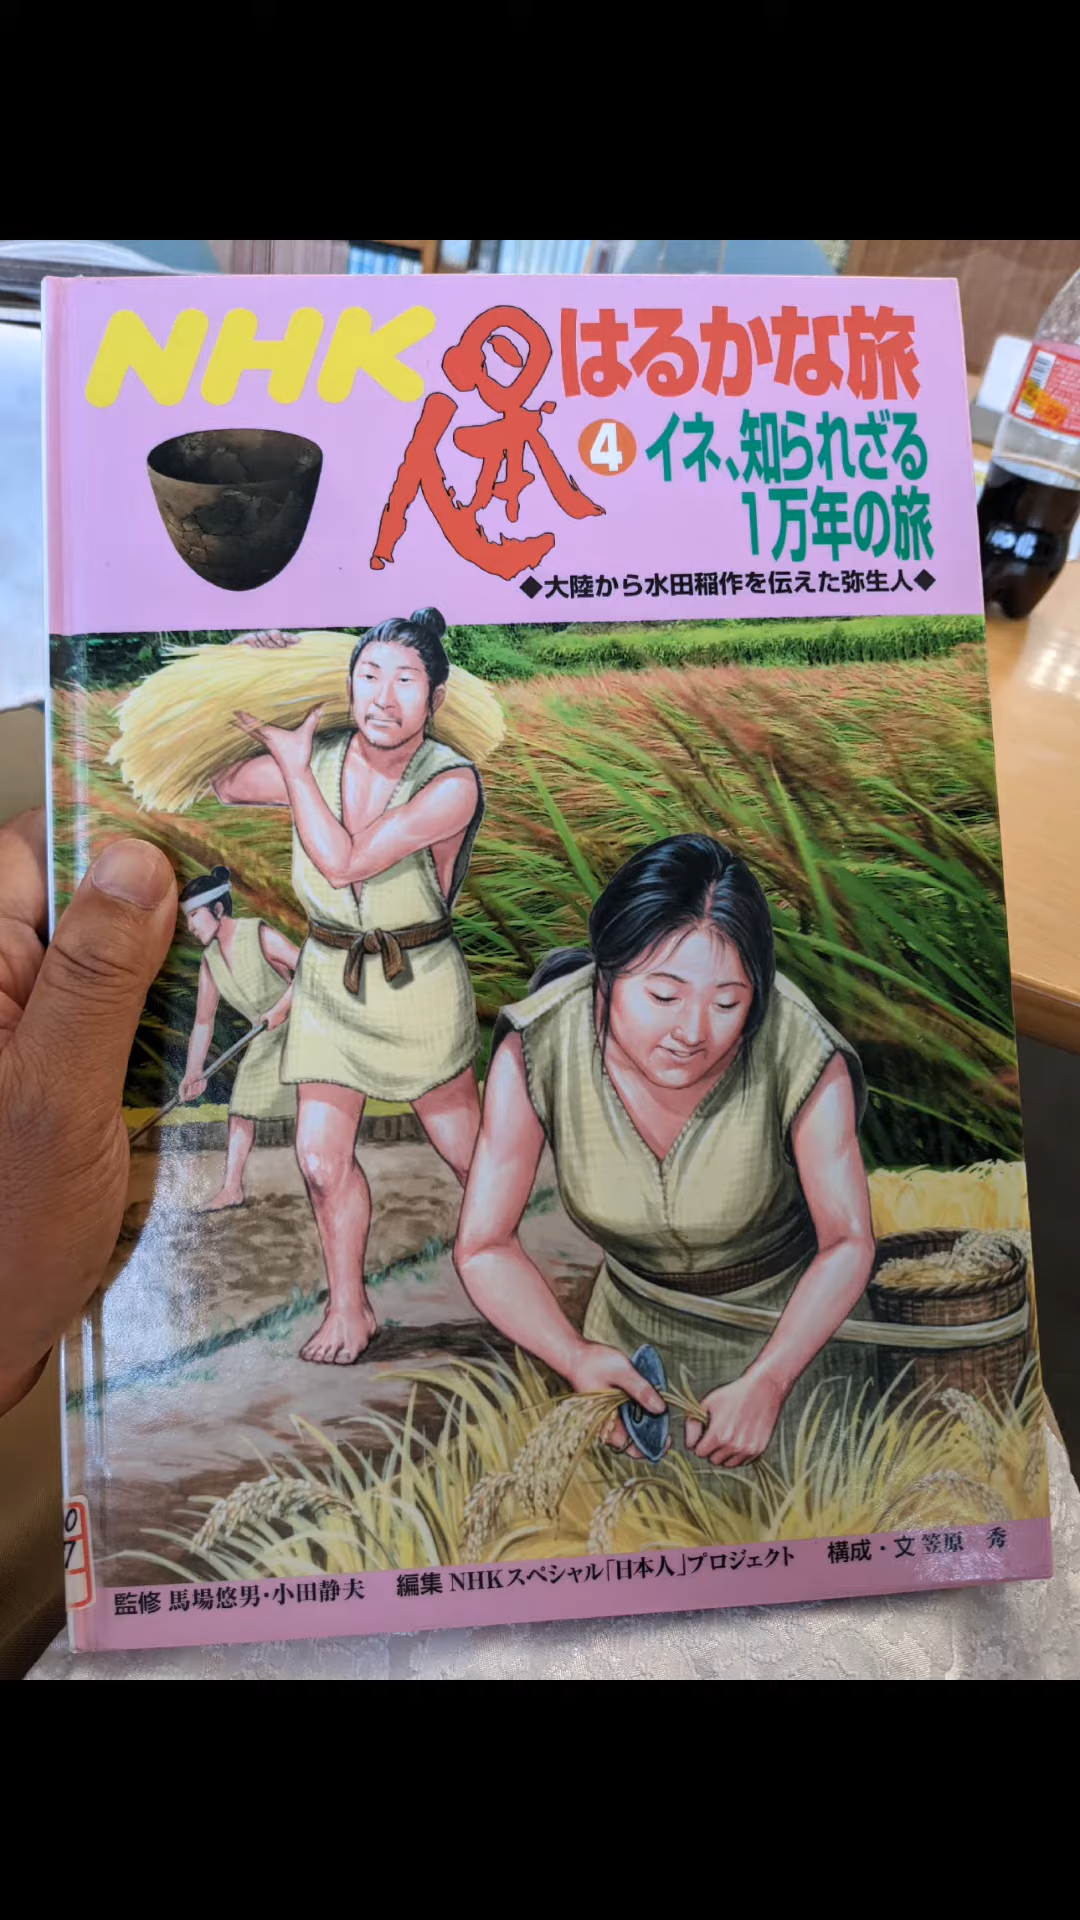 NHK 日本人 はるかな旅
4 イネ、知られざる
1万年の旅
◆大陸から水田稲作を伝えた弥生人◆
0
7
監修 馬場悠男・小田静夫 編集 NHKスペシャル「日本人」プロジェクト 構成・文 笠原 秀